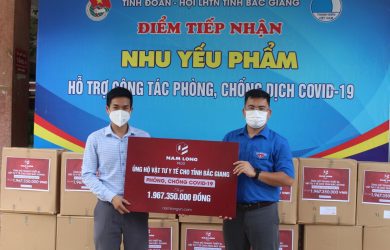 TỈNH ĐOÀN - HỘI LHTN TỈNH BẮC GIANG
ĐIỂM TIẾP NHẬN
NHU YẾU PHẨM
HỖ TRỢ CÔNG TÁC PHÒNG, CHỐNG DỊCH COVID-19
NAM LONG
ỦNG HỘ VẬT TƯ Y TẾ CHO TỈNH BẮC GIANG
PHÒNG, CHỐNG COVID-19
1.967.350.000 ĐỒNG